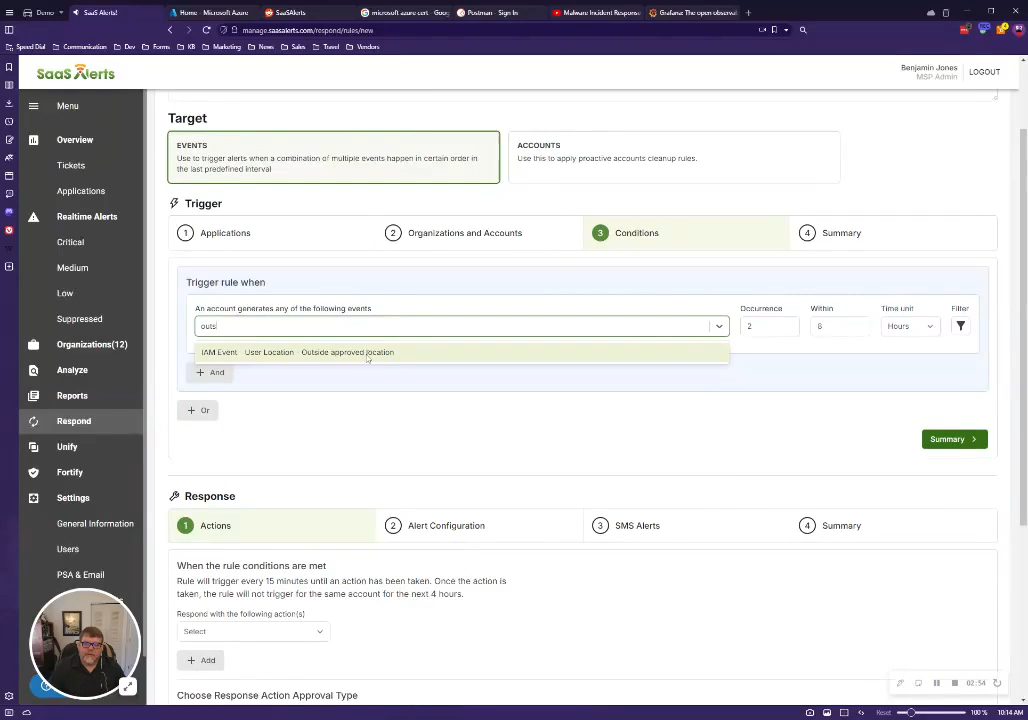 Demo
SaaS Alerts!
Home - Microsoft Azure
SaaSAlerts
microsoft azure cert - Goog
Postman - Sign In
Malware Incident Response
Grafana: The open observal
manage.saasalerts.com/respond/rules/new
Speed Dial
Communication
Dev
Forms
KB
Marketing
News
Sales
Travel
Vendors
SaaS Alerts
Benjamin Jones
MSP Admin
LOGOUT
Menu
Overview
Tickets
Applications
Realtime Alerts
Critical
Medium
Low
Suppressed
Organizations(12)
Analyze
Reports
Respond
Unify
Fortify
Settings
General Information
Users
PSA & Email
Target
EVENTS
Use to trigger alerts when a combination of multiple events happen in certain order in
the last predefined interval
ACCOUNTS
Use this to apply proactive accounts cleanup rules.
Trigger
1 Applications
2 Organizations and Accounts
3 Conditions
4 Summary
Trigger rule when
An account generates any of the following events
Occurrence
Within
Time unit
Filter
outs
2
8
Hours
IAM Event - User Location - Outside approved location
+ And
+ Or
Summary >
Response
1 Actions
2 Alert Configuration
3 SMS Alerts
4 Summary
When the rule conditions are met
Rule will trigger every 15 minutes until an action has been taken. Once the action is
taken, the rule will not trigger for the same account for the next 4 hours.
Respond with the following action(s)
Select
+ Add
Choose Response Action Approval Type
02:54
Reset
100 %
10:14 AM